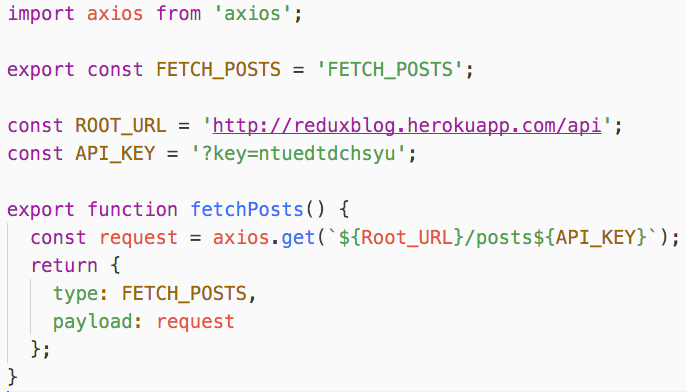 import axios from 'axios';
export const FETCH_POSTS = 'FETCH_POSTS';
const ROOT_URL = 'http://reduxblog.herokuapp.com/api';
const API_KEY = '?key=ntuedtdchsyu';
export function fetchPosts() {
const request = axios.get(`${Root_URL}/posts${API_KEY}`);
return {
type: FETCH_POSTS,
payload: request
};
}